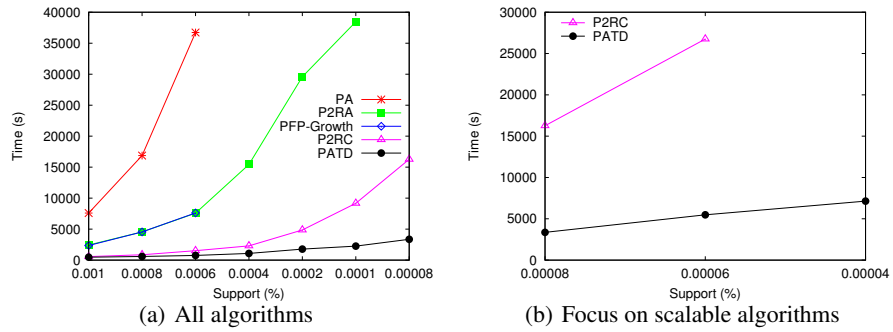 40000
35000
30000
25000
20000
15000
10000
5000
0
Time (s)
PA
P2RA
PFP-Growth
P2RC
PATD
0.001
0.0008
0.0006
0.0004
0.0002
0.0001
0.00008
Support (%)
(a) All algorithms
30000
25000
20000
15000
10000
5000
0
Time (s)
P2RC
PATD
0.00008
0.00006
0.00004
Support (%)
(b) Focus on scalable algorithms